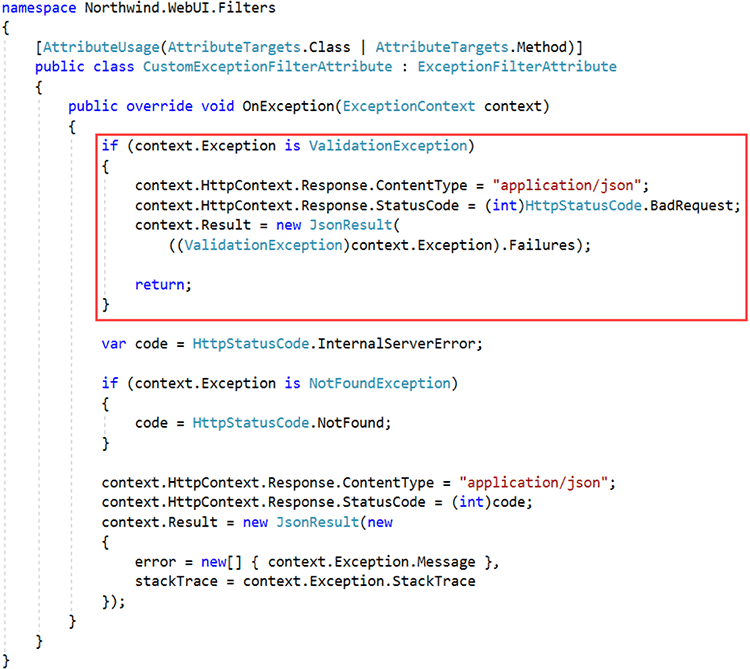 namespace Northwind.WebUI.Filters
{
    [AttributeUsage(AttributeTargets.Class | AttributeTargets.Method)]
    public class CustomExceptionFilterAttribute : ExceptionFilterAttribute
    {
        public override void OnException(ExceptionContext context)
        {
            if (context.Exception is ValidationException)
            {
                context.HttpContext.Response.ContentType = "application/json";
                context.HttpContext.Response.StatusCode = (int)HttpStatusCode.BadRequest;
                context.Result = new JsonResult(
                    ((ValidationException)context.Exception).Failures);

                return;
            }

            var code = HttpStatusCode.InternalServerError;

            if (context.Exception is NotFoundException)
            {
                code = HttpStatusCode.NotFound;
            }

            context.HttpContext.Response.ContentType = "application/json";
            context.HttpContext.Response.StatusCode = (int)code;
            context.Result = new JsonResult(new
            {
                error = new[] { context.Exception.Message },
                stackTrace = context.Exception.StackTrace
            });
        }
    }
}